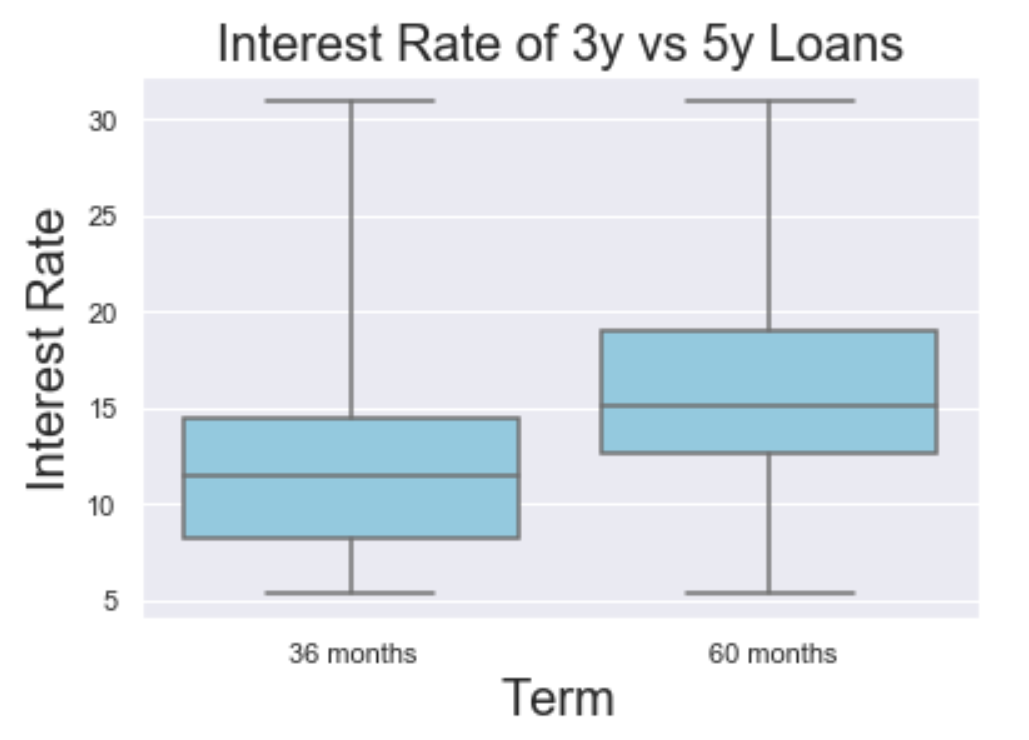 Interest Rate of 3y vs 5y Loans
Interest Rate
30
25
20
15
10
5
36 months
60 months
Term